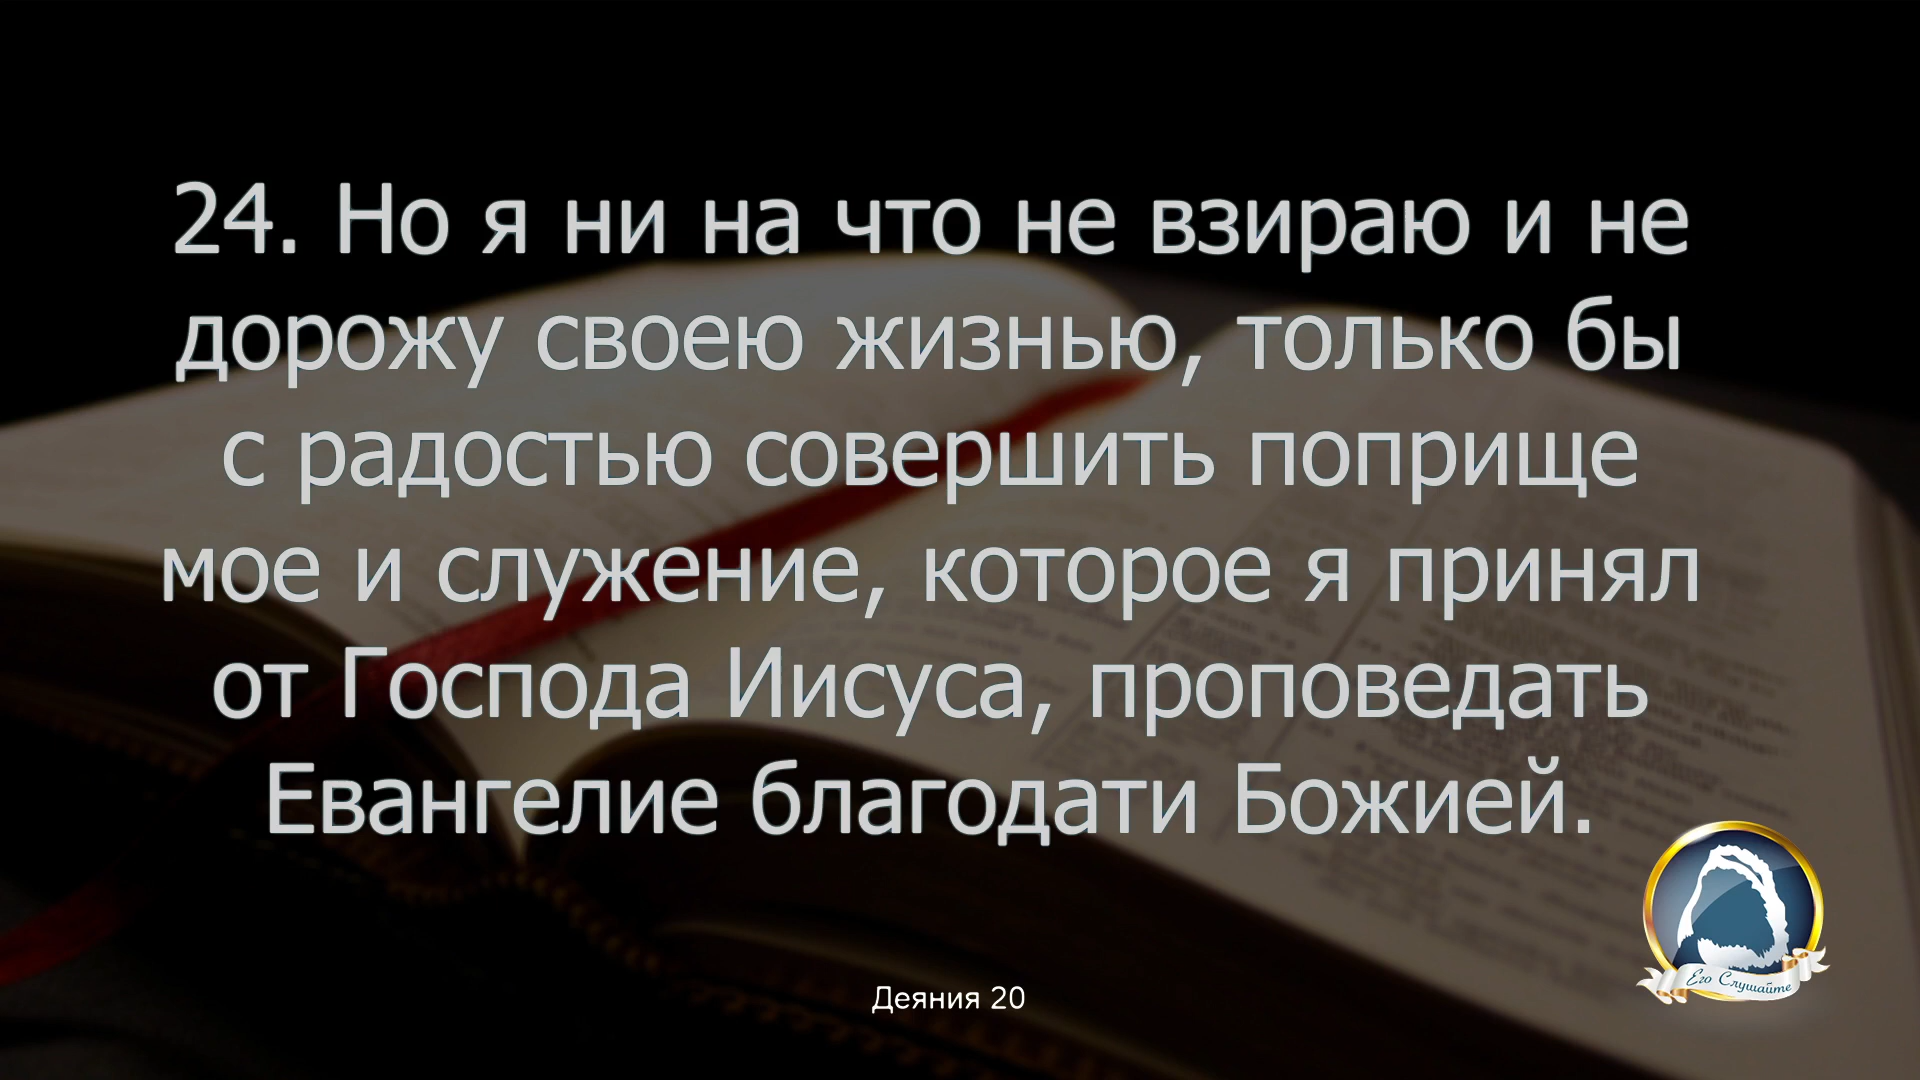 24. Но я ни на что не взираю и не
дорожу своею жизнью, только бы
с радостью совершить поприще
мое и служение, которое я принял
от Господа Иисуса, проповедать
Евангелие благодати Божией.
Его Слушайте
Деяния 20